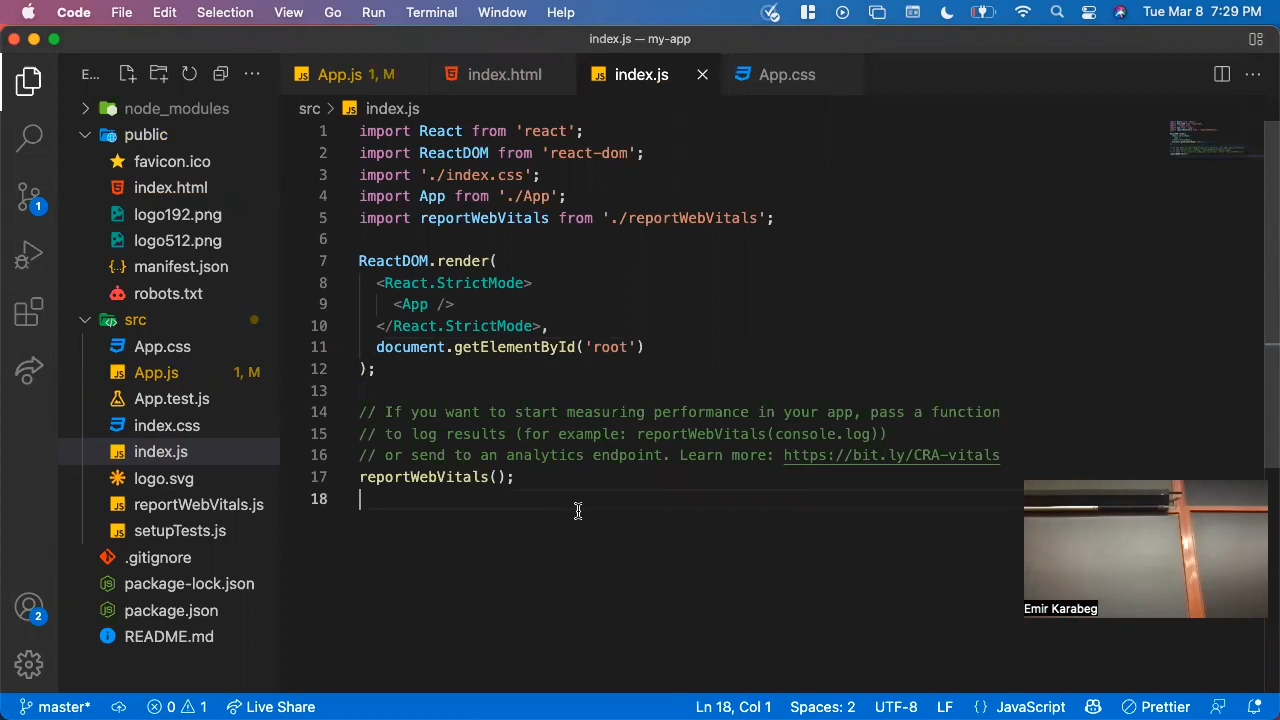 Code File Edit Selection View Go Run Terminal Window Help Tue Mar 8 7:29 PM
index.js — my-app
E... ...
App.js 1, M index.html index.js App.css ...
node_modules
public
favicon.ico
index.html
logo192.png
logo512.png
manifest.json
robots.txt
src
App.css
App.js 1, M
App.test.js
index.css
index.js
logo.svg
reportWebVitals.js
setupTests.js
.gitignore
package-lock.json
package.json
README.md
1
2
src > index.js
1 import React from 'react';
2 import ReactDOM from 'react-dom';
3 import './index.css';
4 import App from './App';
5 import reportWebVitals from './reportWebVitals';
6
7 ReactDOM.render(
8 <React.StrictMode>
9 <App />
10 </React.StrictMode>,
11 document.getElementById('root')
12 );
13
14 // If you want to start measuring performance in your app, pass a function
15 // to log results (for example: reportWebVitals(console.log))
16 // or send to an analytics endpoint. Learn more: https://bit.ly/CRA-vitals
17 reportWebVitals();
18
Emir Karabeg
master* 0 1 Live Share Ln 18, Col 1 Spaces: 2 UTF-8 LF {} JavaScript Prettier